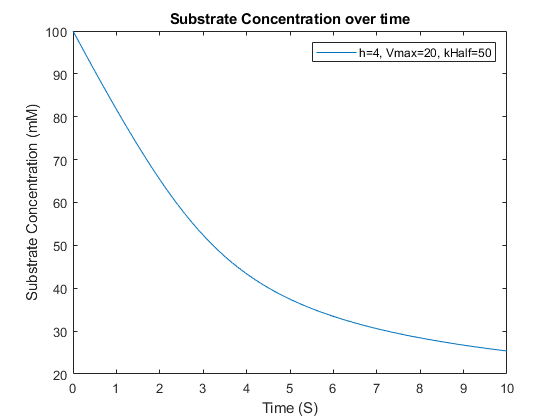 Substrate Concentration over time
h=4, Vmax=20, kHalf=50
Substrate Concentration (mM)
100
90
80
70
60
50
40
30
20
0 1 2 3 4 5 6 7 8 9 10
Time (S)